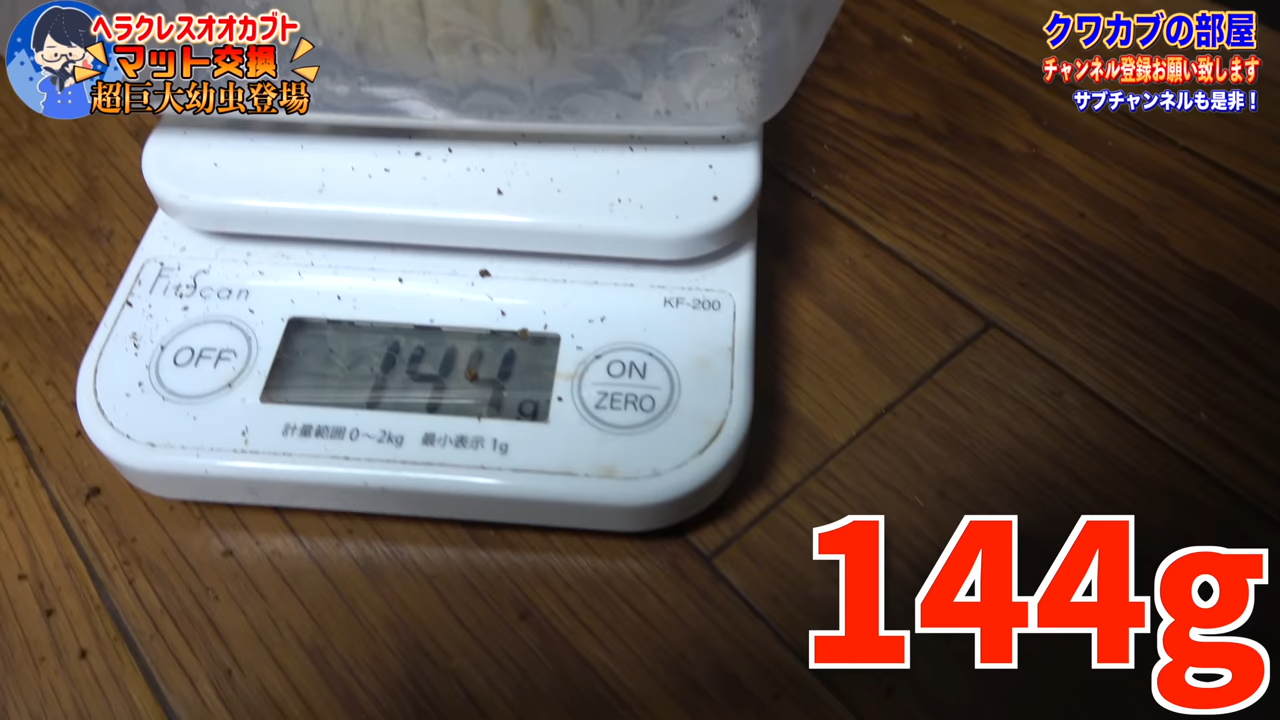 ヘラクレスオオカブト
マット交換
超巨大幼虫登場
クワカブの部屋
チャンネル登録お願い致します
サブチャンネルも是非！
FitScan
KF-200
OFF
144g
ON
ZERO
計量範囲 0～2kg 最小表示 1g
144g